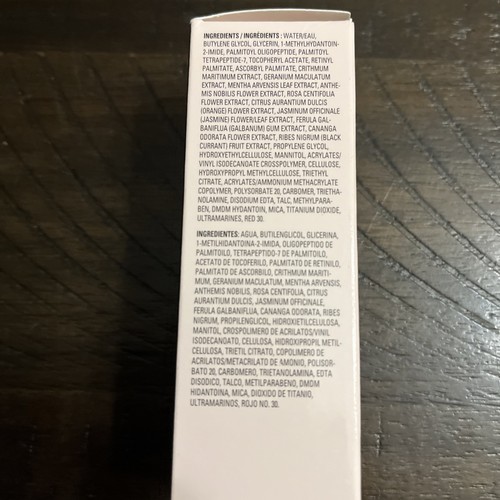 INGREDIENTS / INGRÉDIENTS : WATER/EAU,
BUTYLENE GLYCOL, GLYCERIN, 1-METHYLHYDANTOIN-
2-IMIDE, PALMITOYL OLIGOPEPTIDE, PALMITOYL
TETRAPEPTIDE-7, TOCOPHERYL ACETATE, RETINYL
PALMITATE, ASCORBYL PALMITATE, CRITHMUM
MARITIMUM EXTRACT, GERANIUM MACULATUM
EXTRACT, MENTHA ARVENSIS LEAF EXTRACT, ANTHE-
MIS NOBILIS FLOWER EXTRACT, ROSA CENTIFOLIA
FLOWER EXTRACT, CITRUS AURANTIUM DULCIS
(ORANGE) FLOWER EXTRACT, JASMINUM OFFICINALE
(JASMINE) FLOWER/LEAF EXTRACT, FERULA GAL-
BANIFLUA (GALBANUM) GUM EXTRACT, CANANGA
ODORATA FLOWER EXTRACT, RIBES NIGRUM (BLACK
CURRANT) FRUIT EXTRACT, PROPYLENE GLYCOL,
HYDROXYETHYLCELLULOSE, MANNITOL, ACRYLATES/
VINYL ISODECANOATE CROSSPOLYMER, CELLULOSE,
HYDROXYPROPYL METHYLCELLULOSE, TRIETHYL
CITRATE, ACRYLATES/AMMONIUM METHACRYLATE
COPOLYMER, POLYSORBATE 20, CARBOMER, TRIETHA-
NOLAMINE, DISODIUM EDTA, TALC, METHYLPARA-
BEN, DMDM HYDANTOIN, MICA, TITANIUM DIOXIDE,
ULTRAMARINES, RED 30.
INGREDIENTES: AGUA, BUTILENGLICOL, GLICERINA,
1-METILHIDANTOINA-2-IMIDA, OLIGOPEPTIDO DE
PALMITOILO, TETRAPEPTIDO-7 DE PALMITOILO,
ACETATO DE TOCOFERILO, PALMITATO DE RETINILO,
PALMITATO DE ASCORBILO, CRITHMUM MARITI-
MUM, GERANIUM MACULATUM, MENTHA ARVENSIS,
ANTHEMIS NOBILIS, ROSA CENTIFOLIA, CITRUS
AURANTIUM DULCIS, JASMINUM OFFICINALE,
FERULA GALBANIFLUA, CANANGA ODORATA, RIBES
NIGRUM, PROPILENGLICOL, HIDROXIETILCELULOSA,
MANITOL, CROSPOLIMERO DE ACRILATOS/VINIL
ISODECANOATO, CELULOSA, HIDROXIPROPIL METIL-
CELULOSA, TRIETIL CITRATO, COPOLIMERO DE
ACRILATOS/METACRILATO DE AMONIO, POLISOR-
BATO 20, CARBOMERO, TRIETANOLAMINA, EDTA
DISODICO, TALCO, METILPARABENO, DMDM
HIDANTOINA, MICA, DIOXIDO DE TITANIO,
ULTRAMARINOS, ROJO NO. 30.